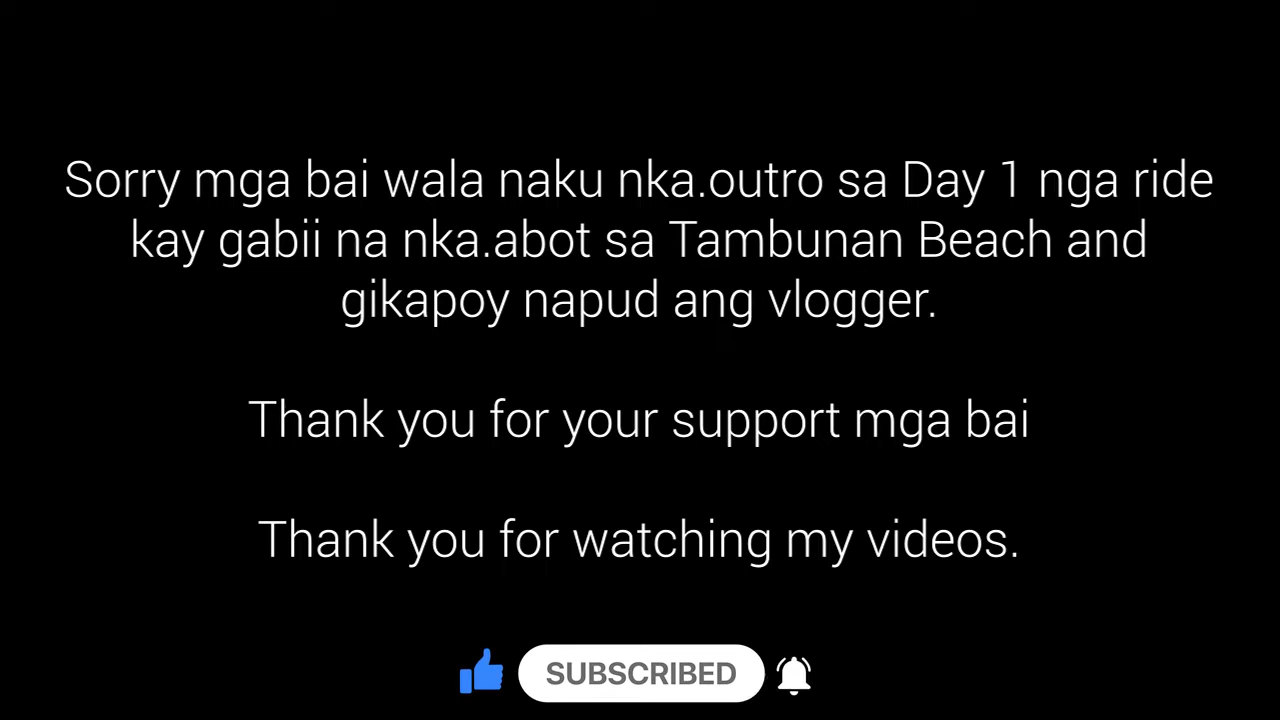 Sorry mga bai wala naku nka.outro sa Day 1 nga ride
kay gabii na nka.abot sa Tambunan Beach and
gikapoy napud ang vlogger.
Thank you for your support mga bai
Thank you for watching my videos.
SUBSCRIBED